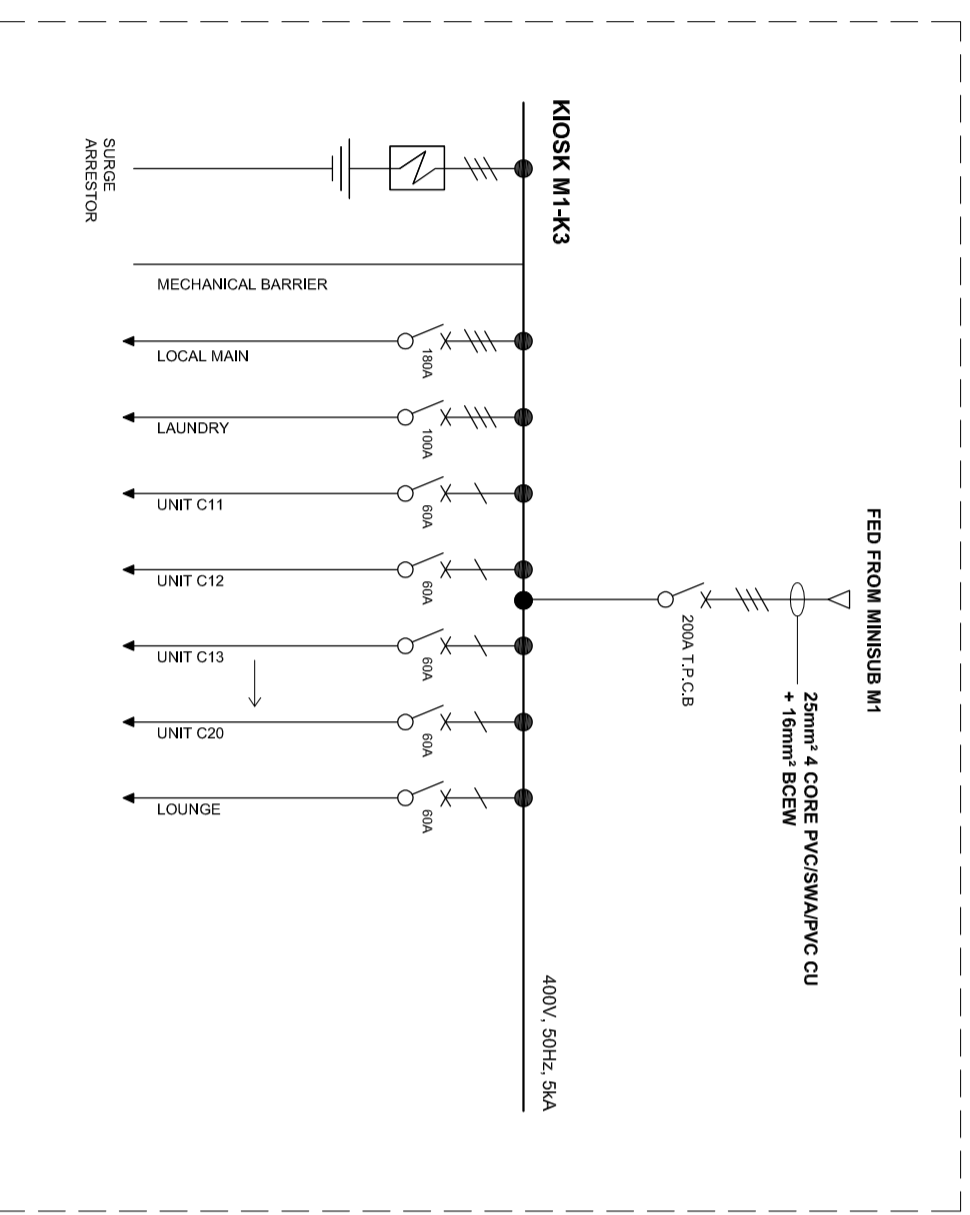 FED FROM MINISUB M1
25mm² 4 CORE PVC/SWA/PVC CU
+ 16mm² BCEW
200A T.P.C.B
KIOSK M1-K3
400V, 50Hz, 5kA
SURGE
ARRESTOR
MECHANICAL BARRIER
180A
LOCAL MAIN
100A
LAUNDRY
60A
UNIT C11
60A
UNIT C12
60A
UNIT C13
60A
UNIT C20
60A
LOUNGE